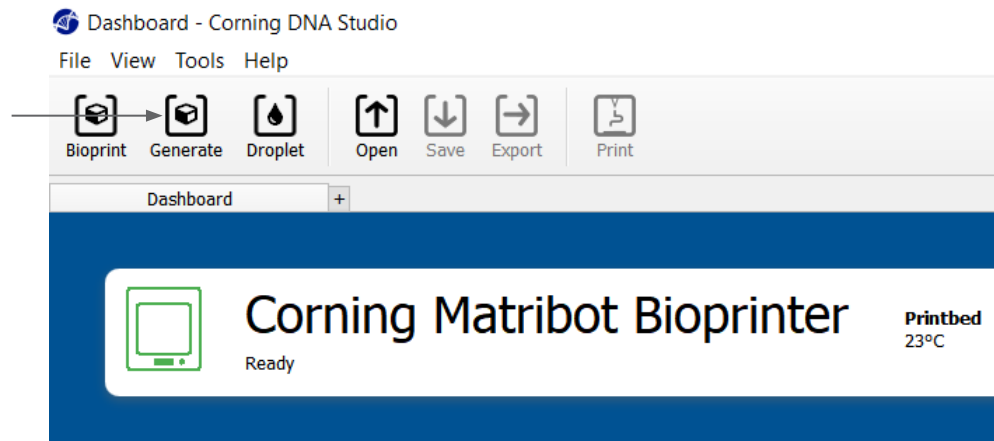 Dashboard - Corning DNA Studio
File View Tools Help
Bioprint Generate Droplet Open Save Export Print
Dashboard +
Corning Matribot Bioprinter
Ready
Printbed
23ºC